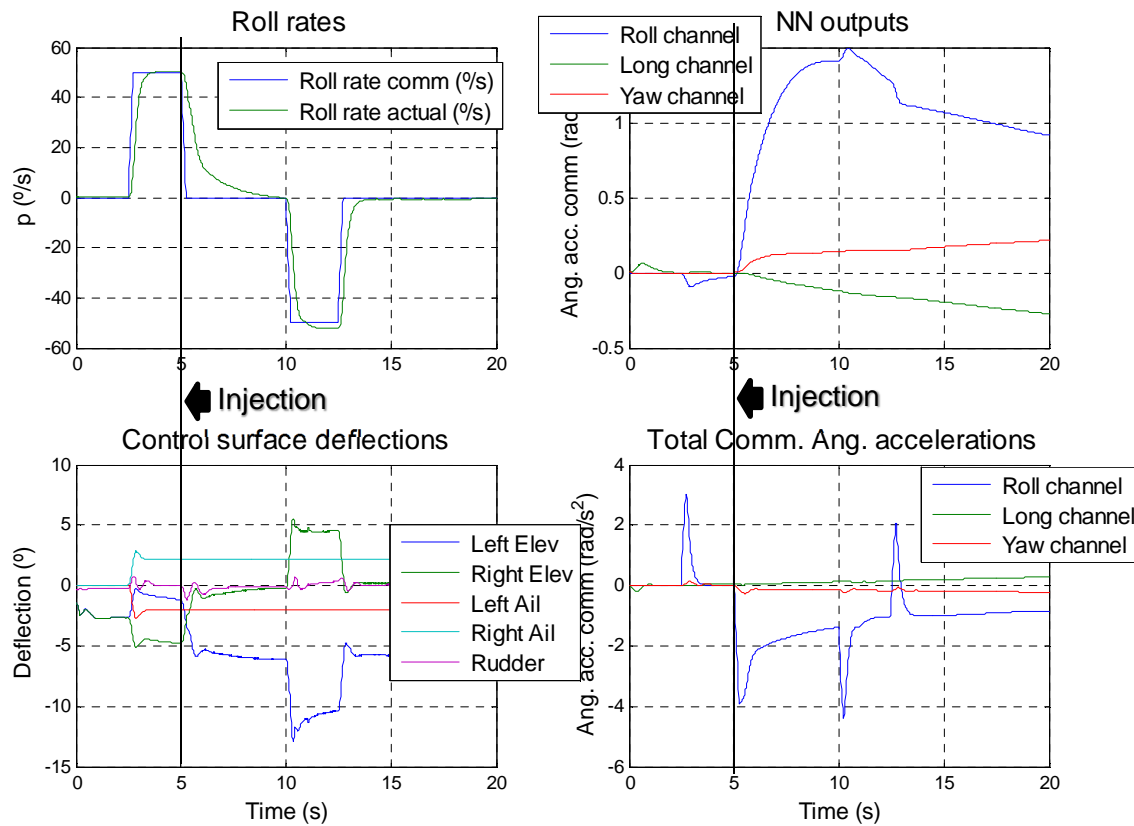 Roll rates
60
40
20
0
-20
-40
-60
p (º/s)
Roll rate comm (º/s)
Roll rate actual (º/s)
0
5
10
15
20
NN outputs
Roll channel
Long channel
Yaw channel
1
0.5
0
-0.5
Ang. acc. comm (rad
0
5
10
15
20
Injection
Injection
Control surface deflections
10
5
0
-5
-10
-15
Deflection (º)
Left Elev
Right Elev
Left Ail
Right Ail
Rudder
0
5
10
15
20
Time (s)
Total Comm. Ang. accelerations
4
2
0
-2
-4
-6
Ang. acc. comm (rad/s²)
Roll channel
Long channel
Yaw channel
0
5
10
15
20
Time (s)